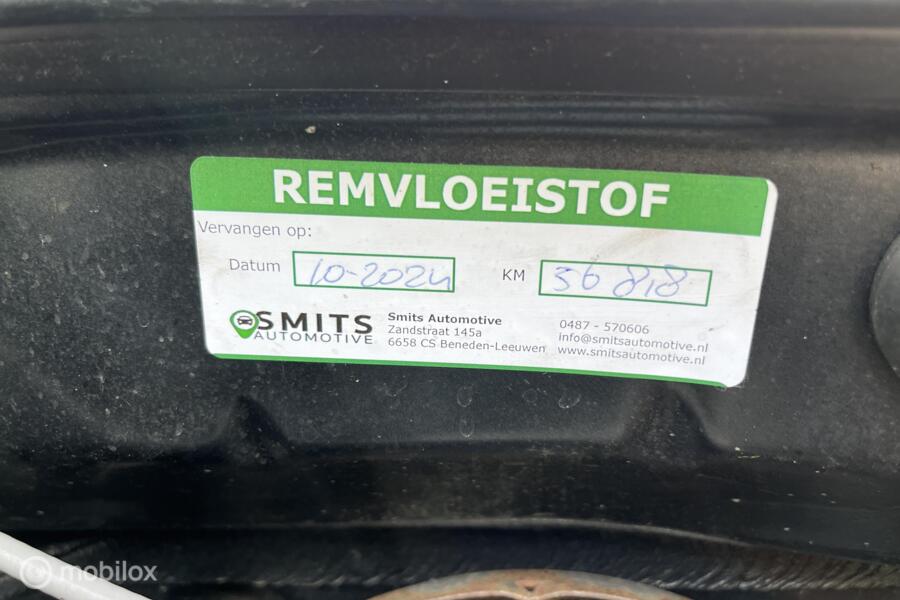 REMVLOEISTOF
Vervangen op:
Datum 10-2024 KM 36 818
SMITS
AUTOMOTIVE
Smits Automotive
Zandstraat 145a
6658 CS Beneden-Leeuwen
0487 - 570606
info@smitsautomotive.nl
www.smitsautomotive.nl
mobilox